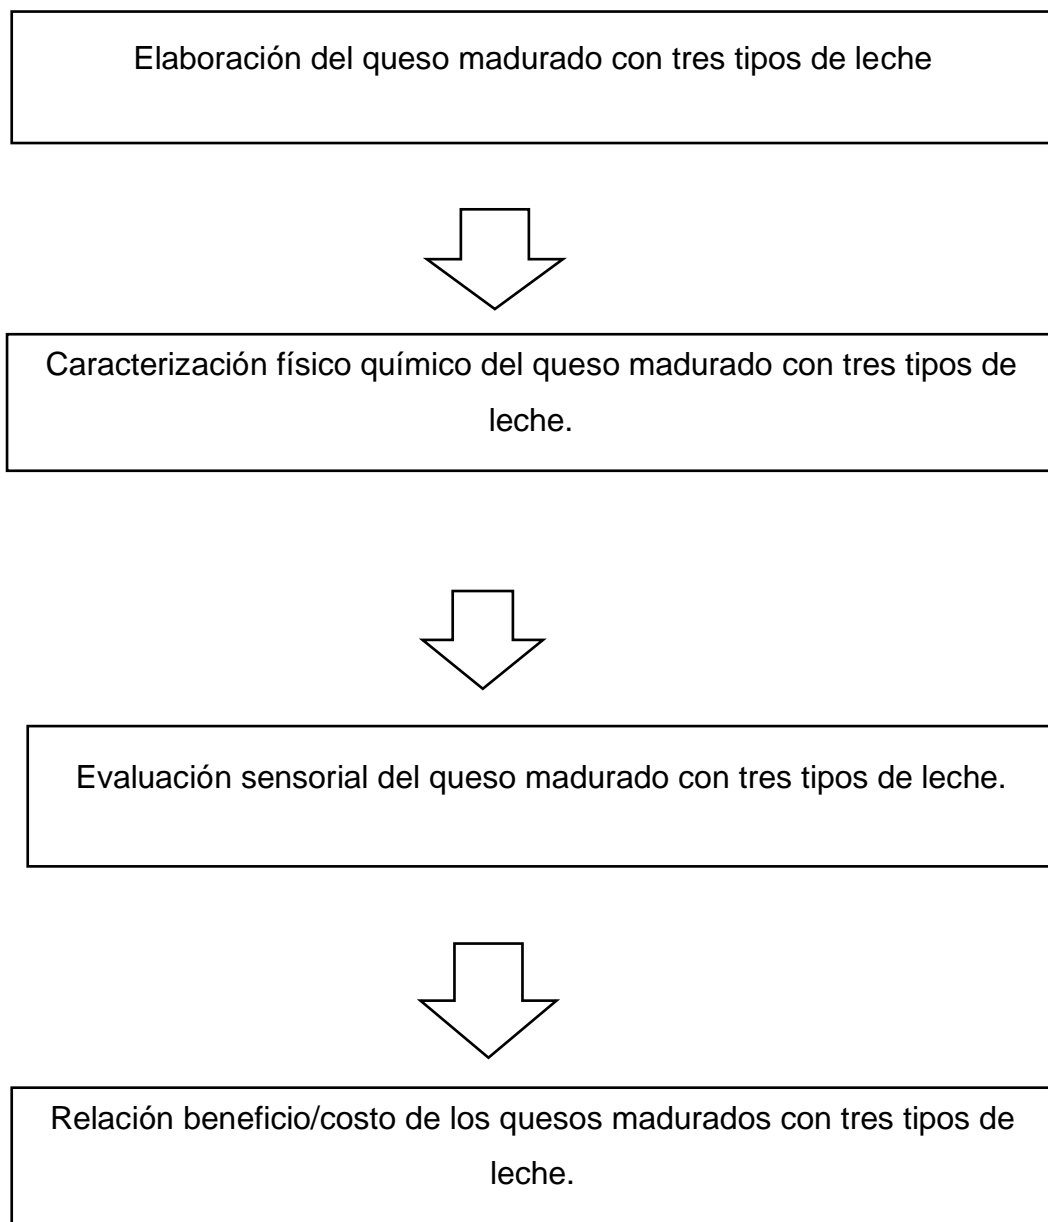 Elaboración del queso madurado con tres tipos de leche
Caracterización físico químico del queso madurado con tres tipos de
leche.
Evaluación sensorial del queso madurado con tres tipos de leche.
Relación beneficio/costo de los quesos madurados con tres tipos de
leche.